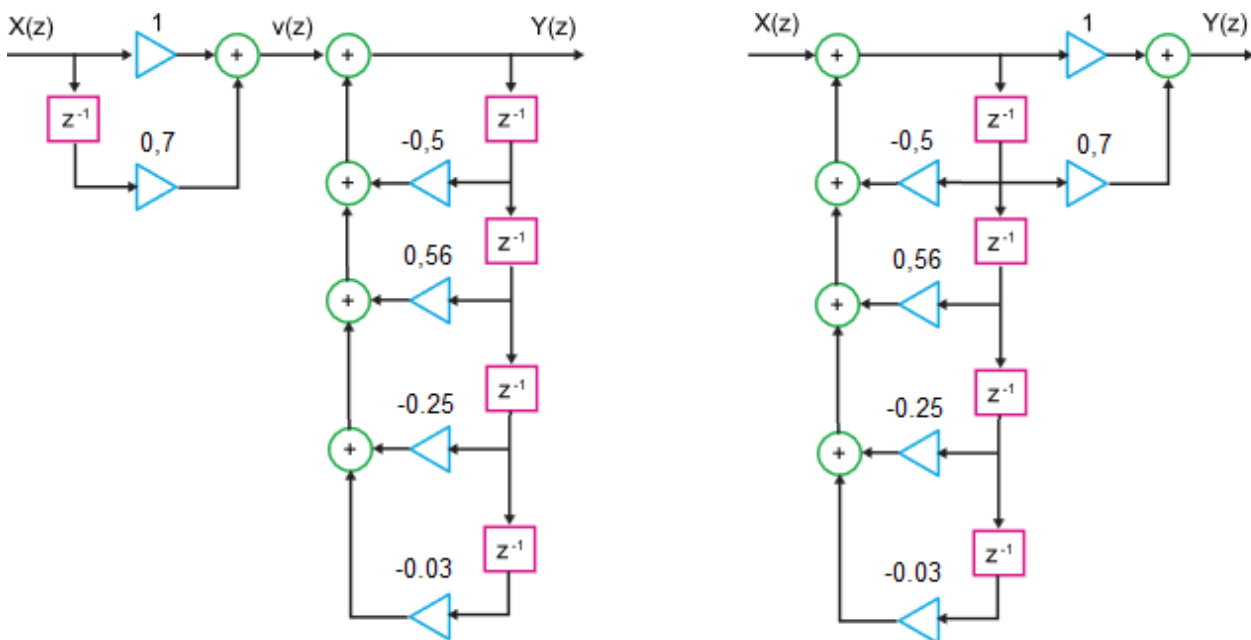 X(z) 1 v(z) Y(z)
+ +
z⁻¹ z⁻¹
0,7 -0,5
+
z⁻¹
0,56
+
z⁻¹
-0.25
+
z⁻¹
-0.03
X(z) 1 Y(z)
+ +
z⁻¹
-0,5 0,7
+
z⁻¹
0,56
+
z⁻¹
-0.25
+
z⁻¹
-0.03